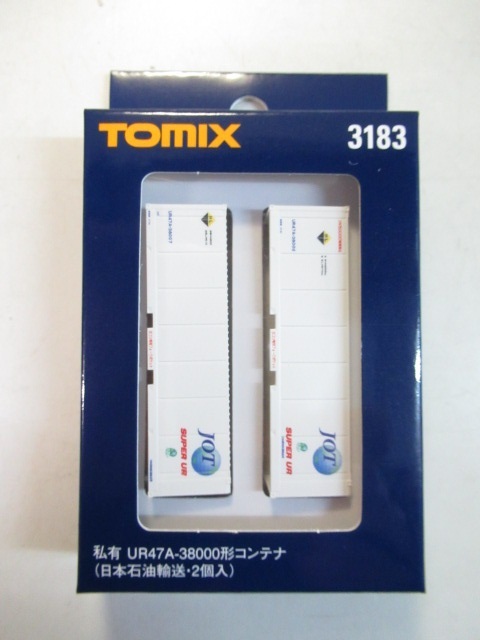 TOMIX
3183
JOT
SUPER UR
JOT
SUPER UR
私有 UR47A-38000形コンテナ
(日本石油輸送・2個入)